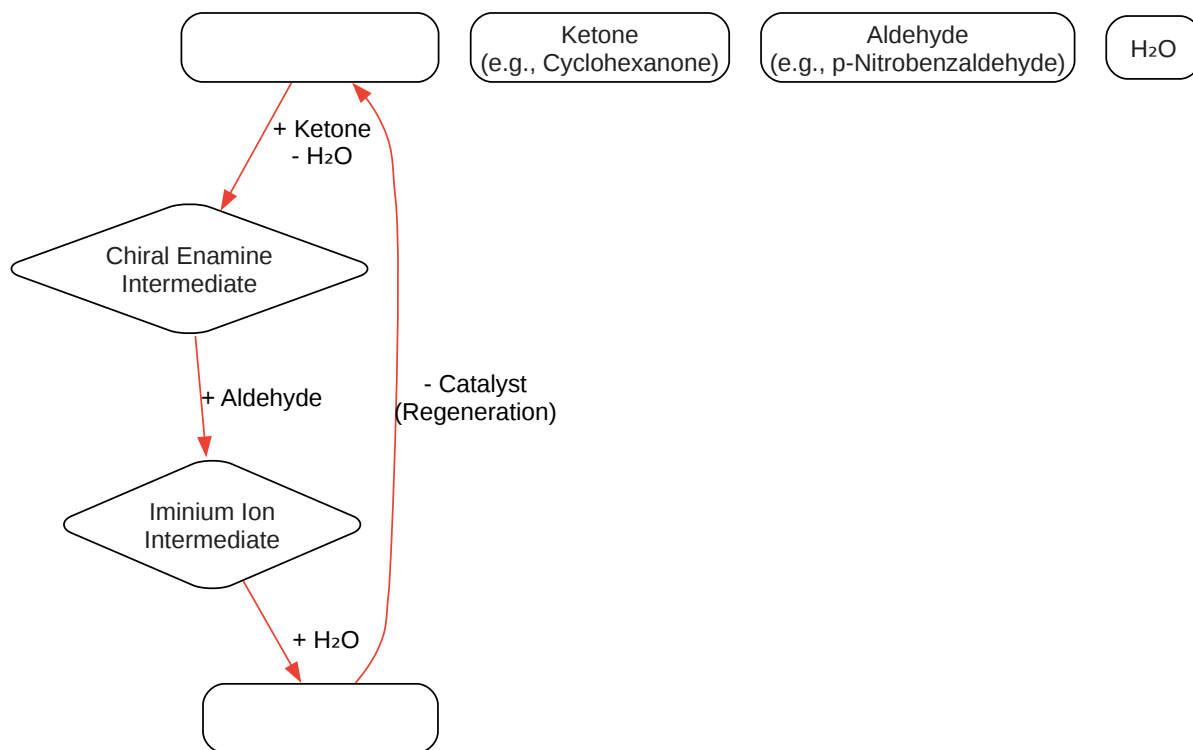 Ketone
(e.g., Cyclohexanone)
Aldehyde
(e.g., p-Nitrobenzaldehyde)
H₂O
+ Ketone
- H₂O
Chiral Enamine
Intermediate
+ Aldehyde
- Catalyst
(Regeneration)
Iminium Ion
Intermediate
+ H₂O